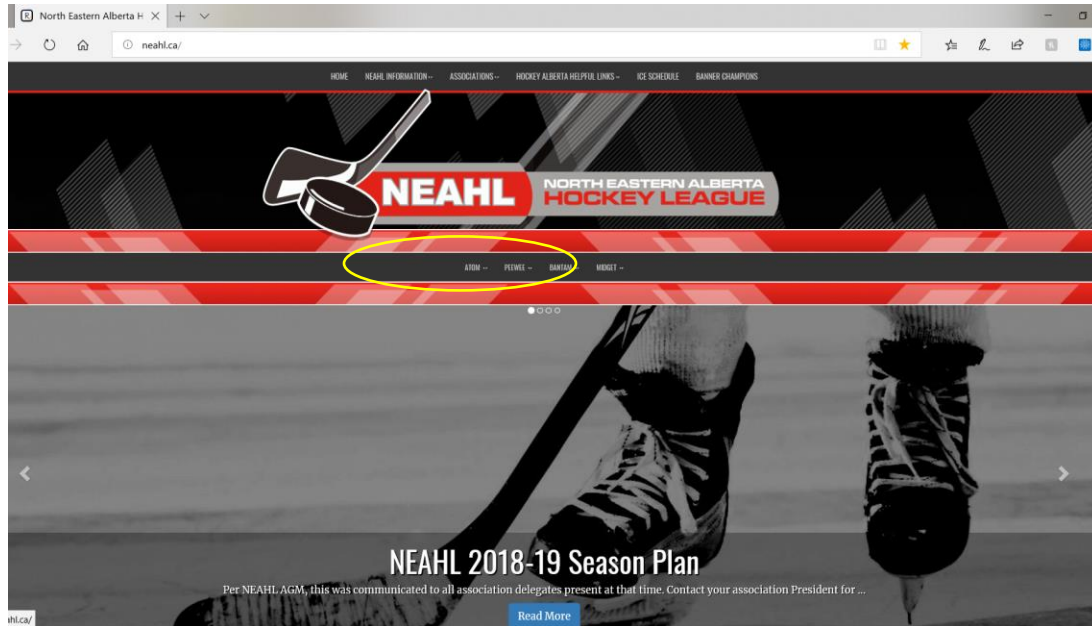 North Eastern Alberta H
neahl.ca/
HOME NEAHL INFORMATION ASSOCIATIONS HOCKEY ALBERTA HELPFUL LINKS ICE SCHEDULE BANNER CHAMPIONS
NEAHL NORTH EASTERN ALBERTA
HOCKEY LEAGUE
ATOM PEEWEE BANTAM MIDGET
NEAHL 2018-19 Season Plan
Per NEAHL AGM, this was communicated to all association delegates present at that time. Contact your association President for ...
Read More
ahl.ca/